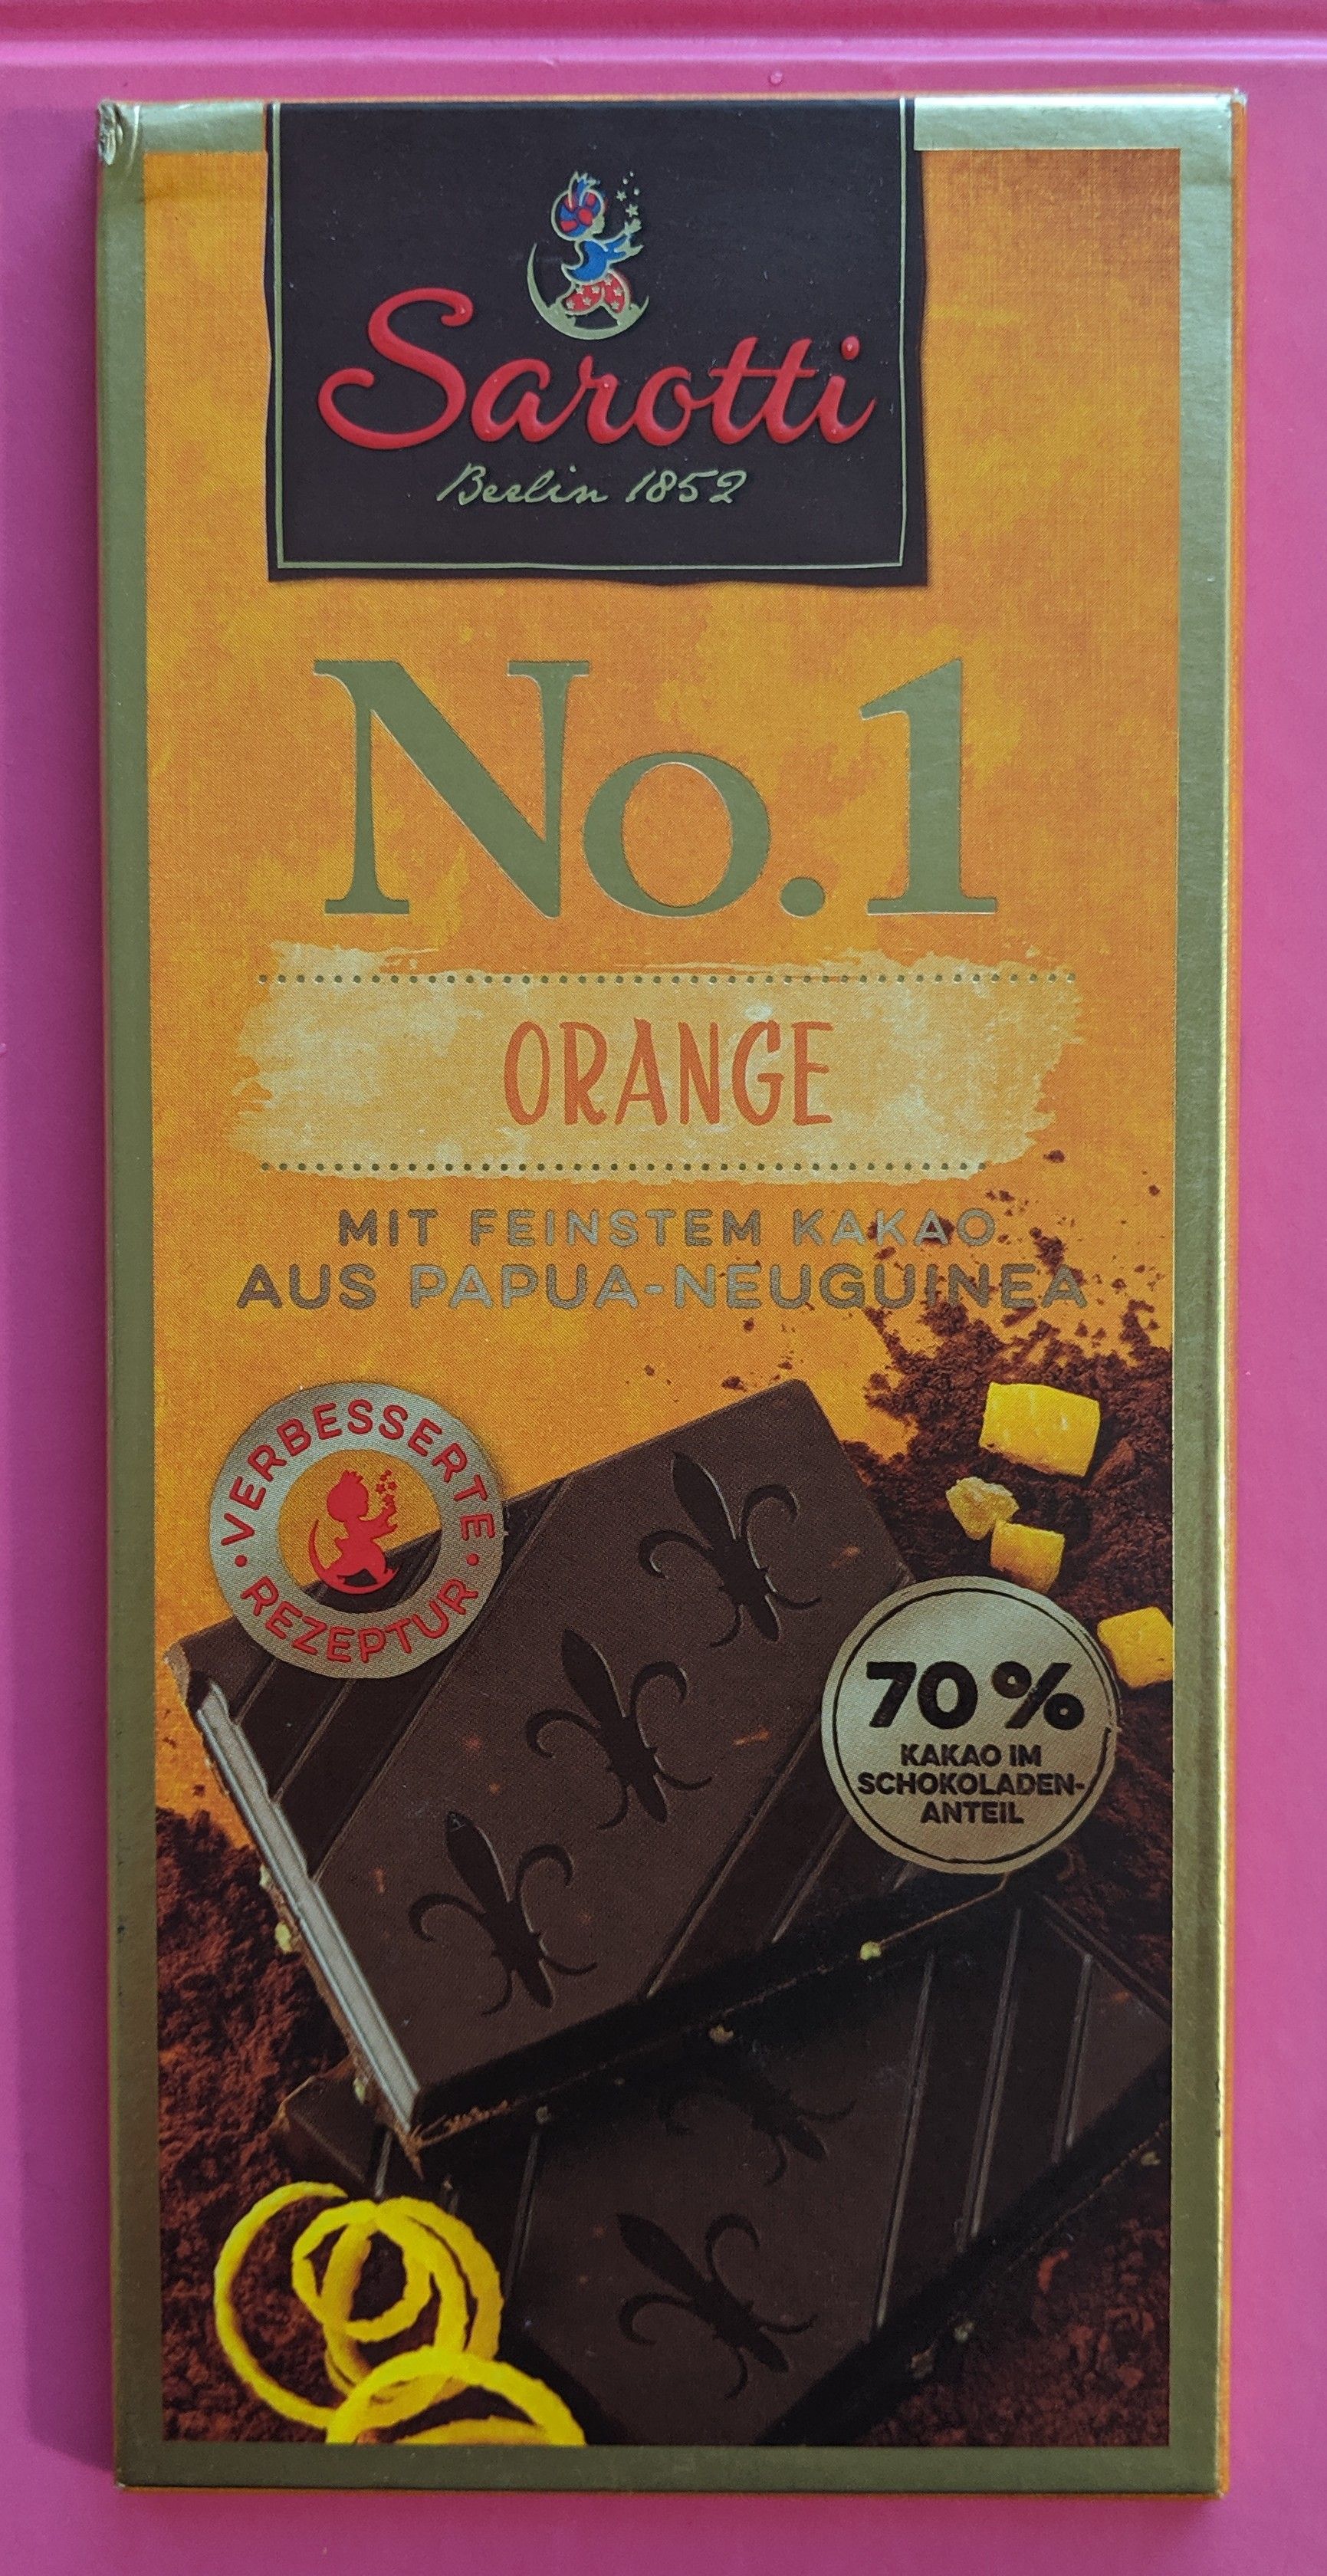 Sarotti
Berlin 1852
No.1
ORANGE
MIT FEINSTEM KAKAO
AUS PAPUA-NEUGUINEA
• VERBESSERTE •
REZEPTUR
70%
KAKAO IM
SCHOKOLADEN-
ANTEIL